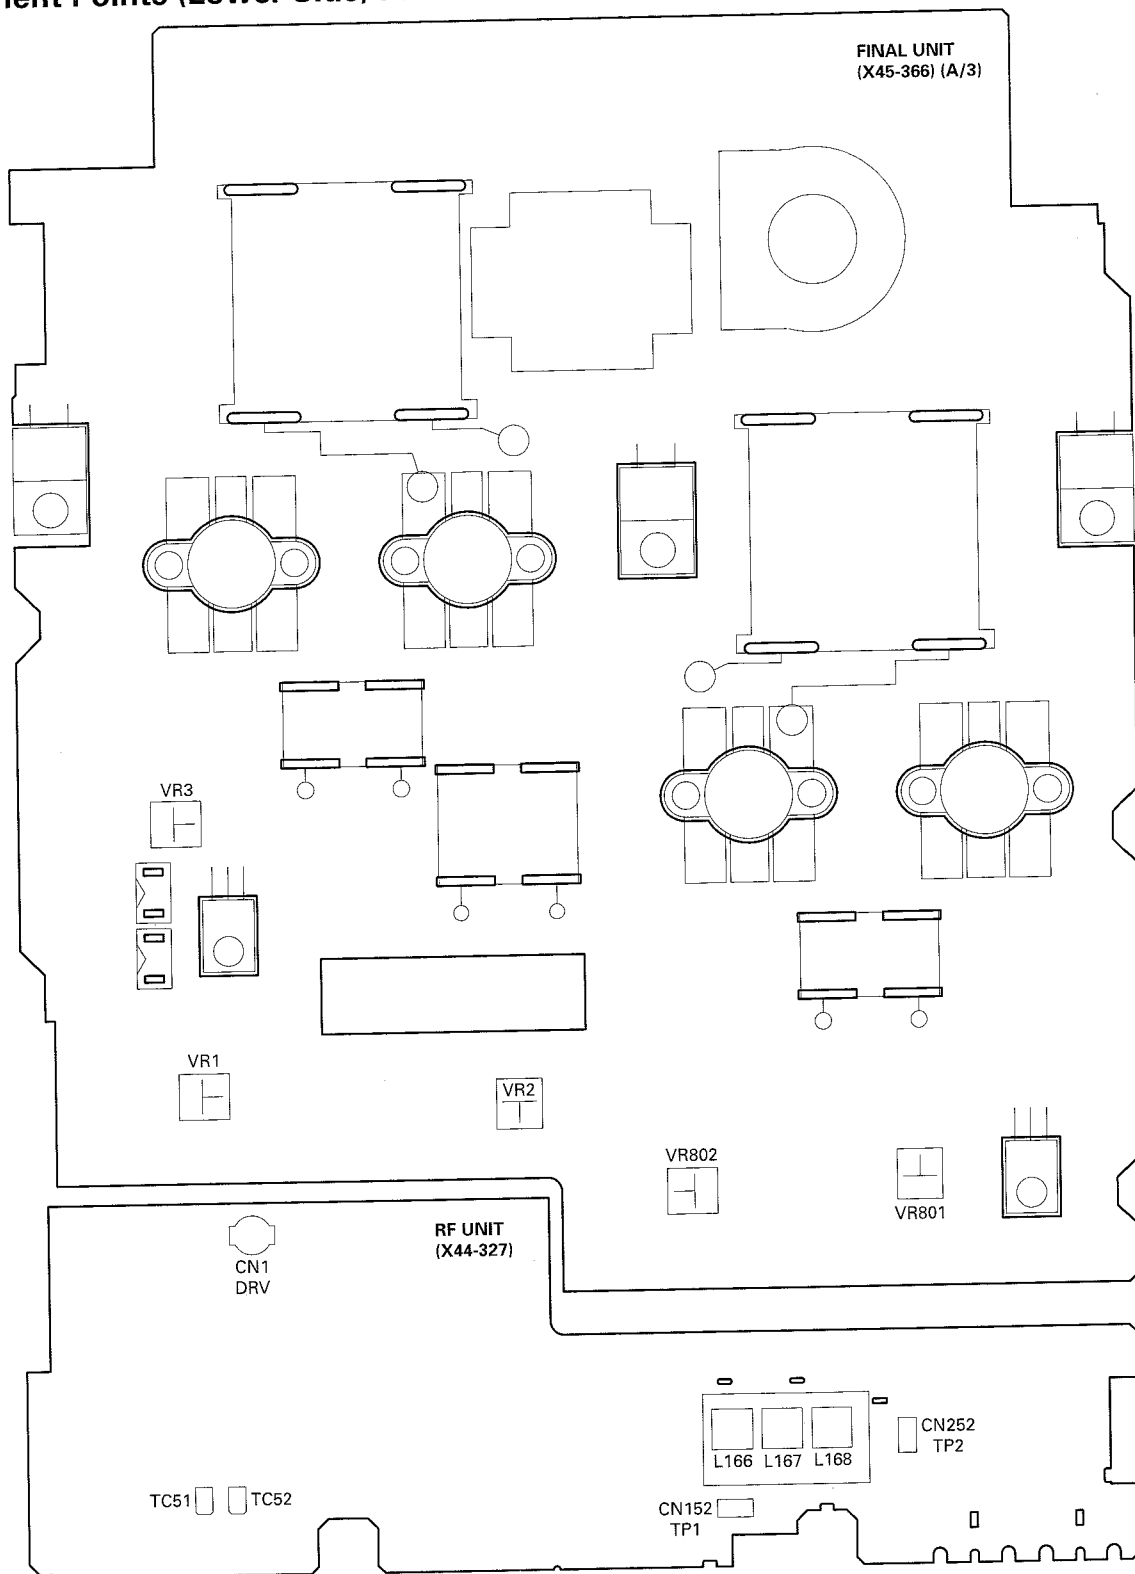 FINAL UNIT
(X45-366) (A/3)
VR3
VR1
VR2
VR802
VR801
RF UNIT
(X44-327)
CN1
DRV
L166 L167 L168
CN252
TP2
TC51 TC52
CN152
TP1